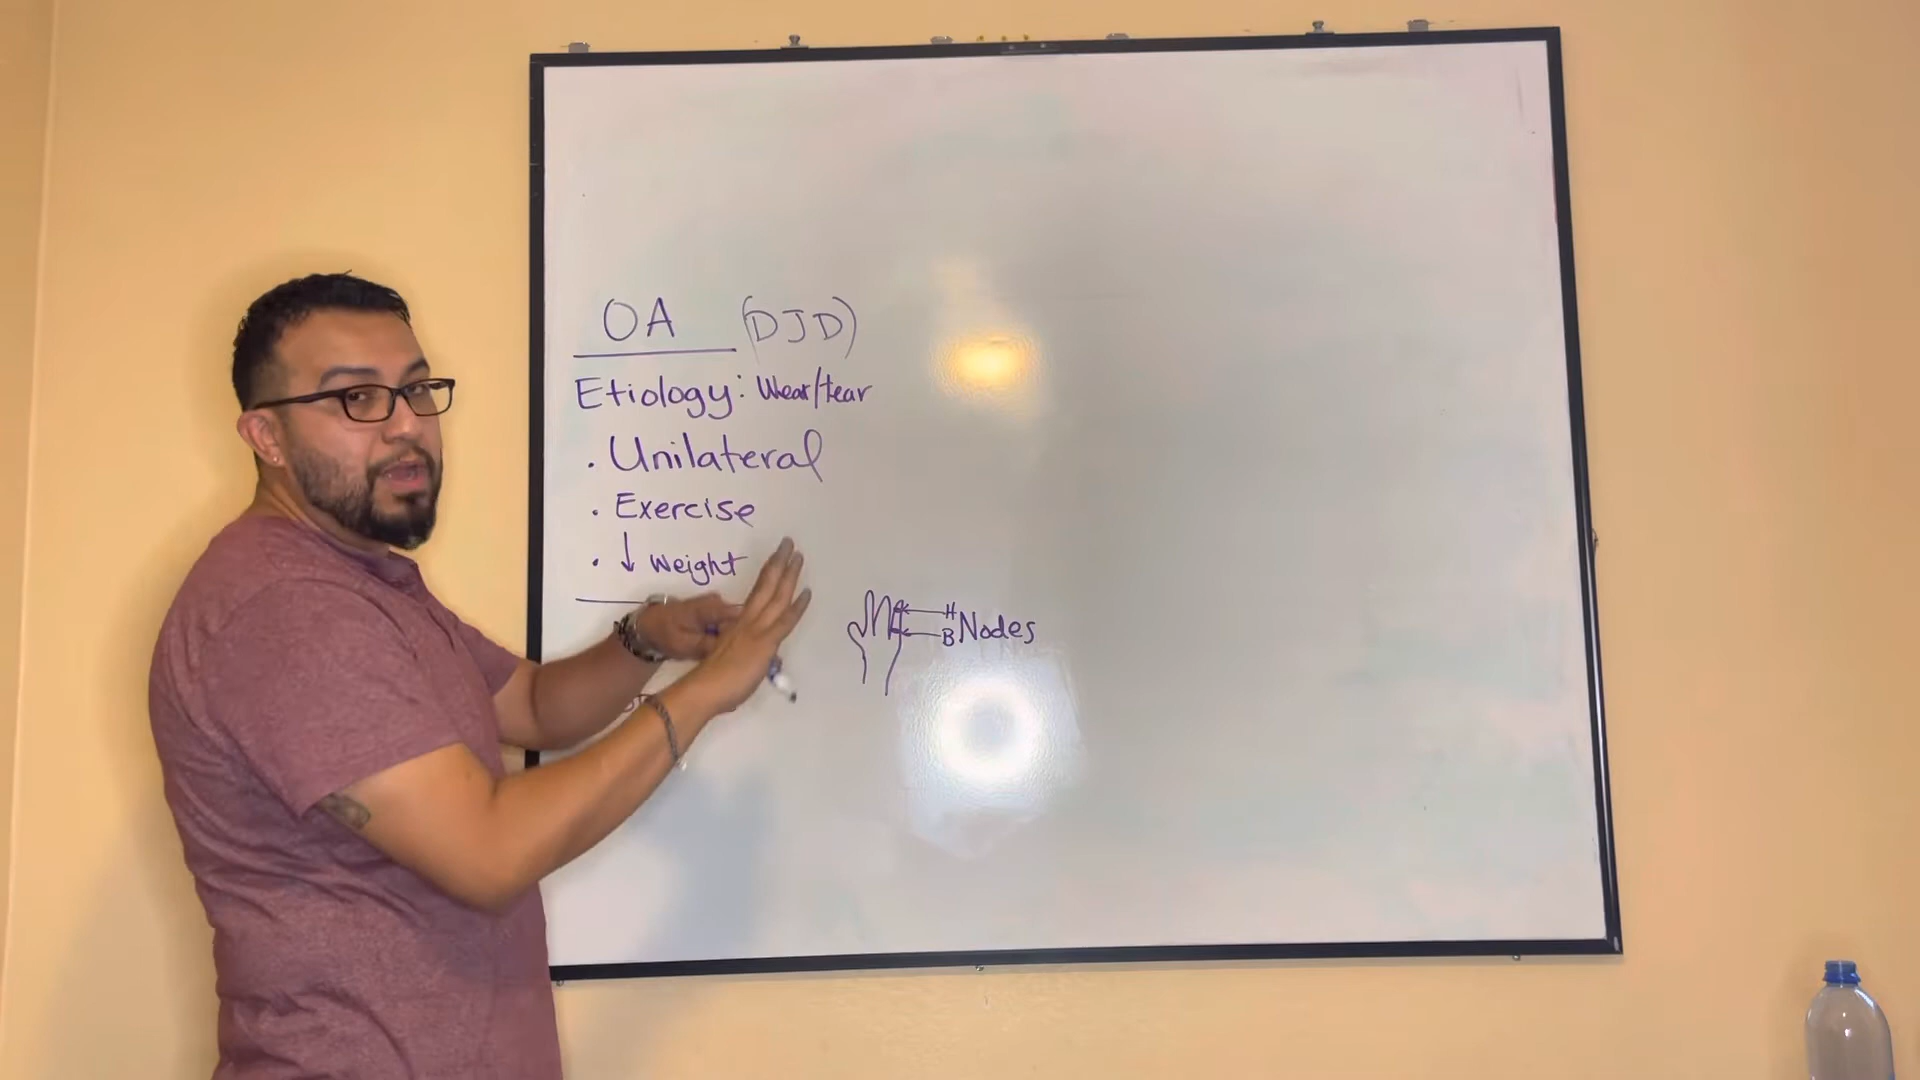 OA (DJD)
Etiology: Wear/tear
. Unilateral
. Exercise
. ↓ weight
H
B Nodes